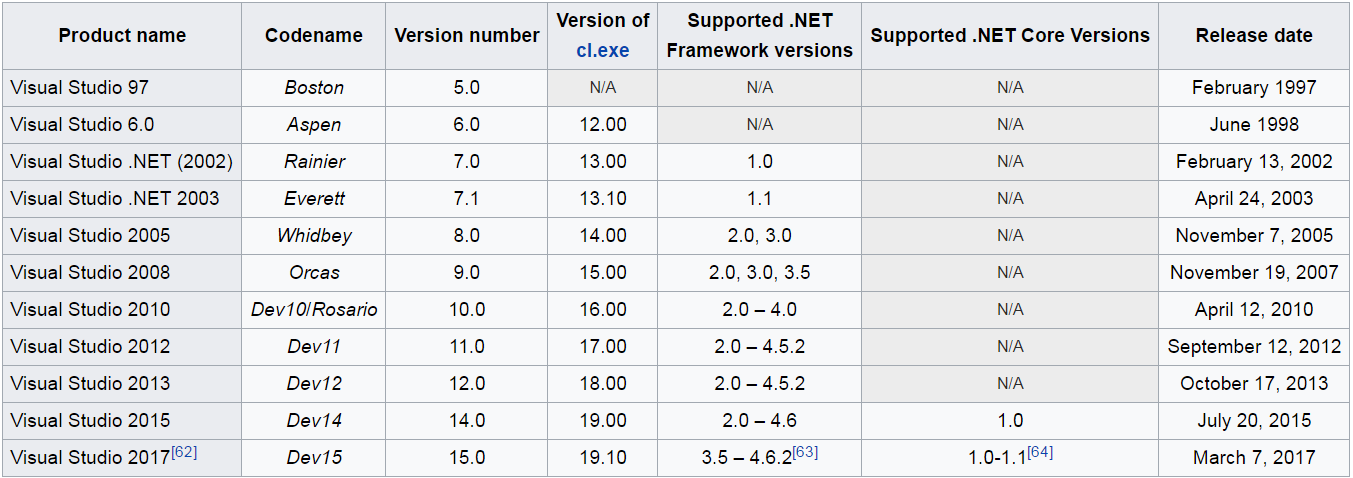 Product name Codename Version number Version of cl.exe Supported .NET Framework versions Supported .NET Core Versions Release date
Visual Studio 97 Boston 5.0 N/A N/A N/A February 1997
Visual Studio 6.0 Aspen 6.0 12.00 N/A N/A June 1998
Visual Studio .NET (2002) Rainier 7.0 13.00 1.0 N/A February 13, 2002
Visual Studio .NET 2003 Everett 7.1 13.10 1.1 N/A April 24, 2003
Visual Studio 2005 Whidbey 8.0 14.00 2.0, 3.0 N/A November 7, 2005
Visual Studio 2008 Orcas 9.0 15.00 2.0, 3.0, 3.5 N/A November 19, 2007
Visual Studio 2010 Dev10/Rosario 10.0 16.00 2.0 – 4.0 N/A April 12, 2010
Visual Studio 2012 Dev11 11.0 17.00 2.0 – 4.5.2 N/A September 12, 2012
Visual Studio 2013 Dev12 12.0 18.00 2.0 – 4.5.2 N/A October 17, 2013
Visual Studio 2015 Dev14 14.0 19.00 2.0 – 4.6 1.0 July 20, 2015
Visual Studio 2017[62] Dev15 15.0 19.10 3.5 – 4.6.2[63] 1.0-1.1[64] March 7, 2017